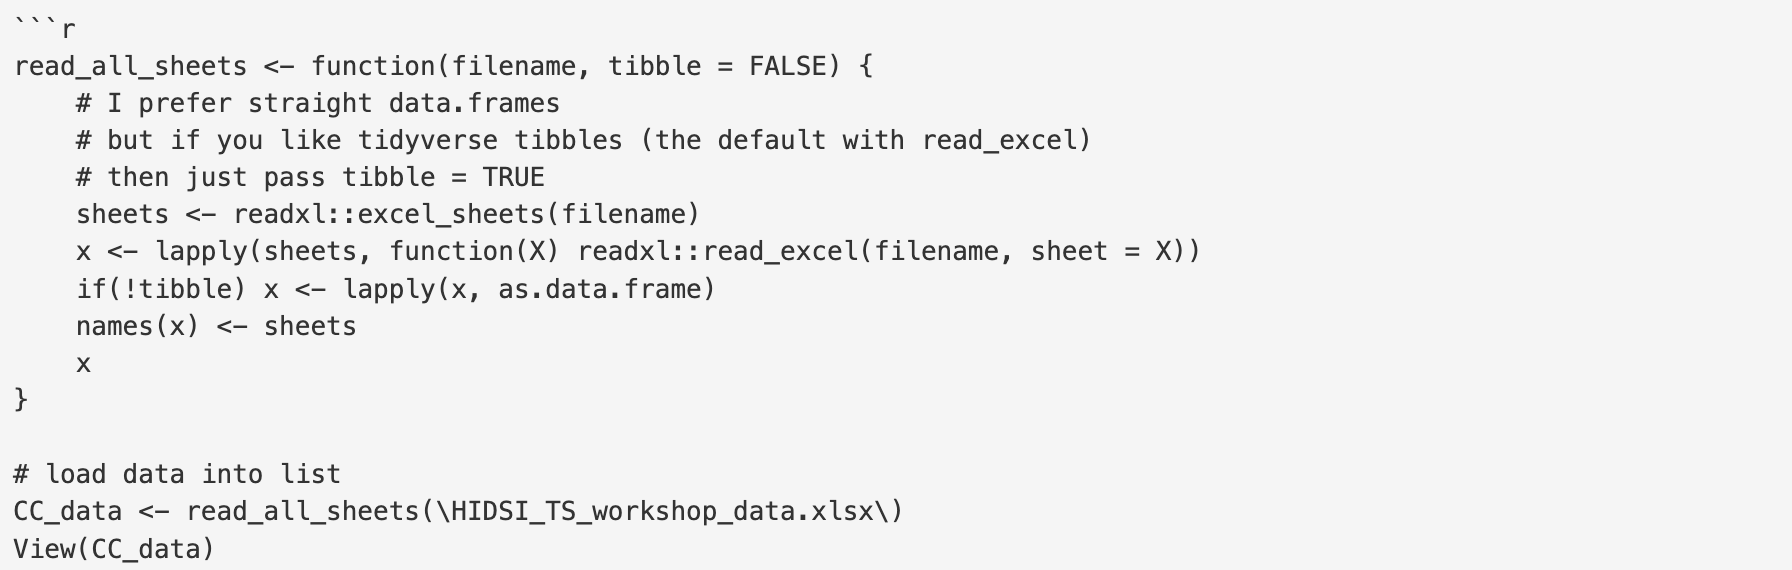 ```r
read_all_sheets <- function(filename, tibble = FALSE) {
    # I prefer straight data.frames
    # but if you like tidyverse tibbles (the default with read_excel)
    # then just pass tibble = TRUE
    sheets <- readxl::excel_sheets(filename)
    x <- lapply(sheets, function(X) readxl::read_excel(filename, sheet = X))
    if(!tibble) x <- lapply(x, as.data.frame)
    names(x) <- sheets
    x
}

# load data into list
CC_data <- read_all_sheets(\HIDSI_TS_workshop_data.xlsx\)
View(CC_data)